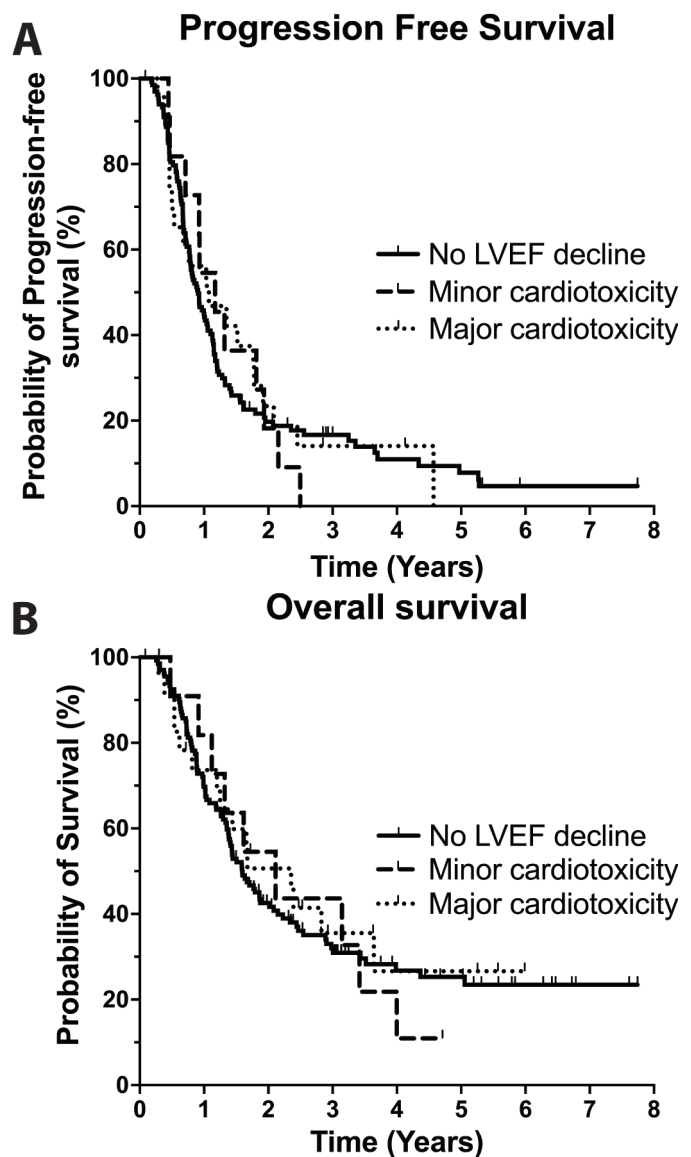 A
Progression Free Survival
Probability of Progression-free
survival (%)
100
80
60
40
20
0
No LVEF decline
Minor cardiotoxicity
Major cardiotoxicity
0 1 2 3 4 5 6 7 8
Time (Years)
B
Overall survival
Probability of Survival (%)
100
80
60
40
20
0
No LVEF decline
Minor cardiotoxicity
Major cardiotoxicity
0 1 2 3 4 5 6 7 8
Time (Years)